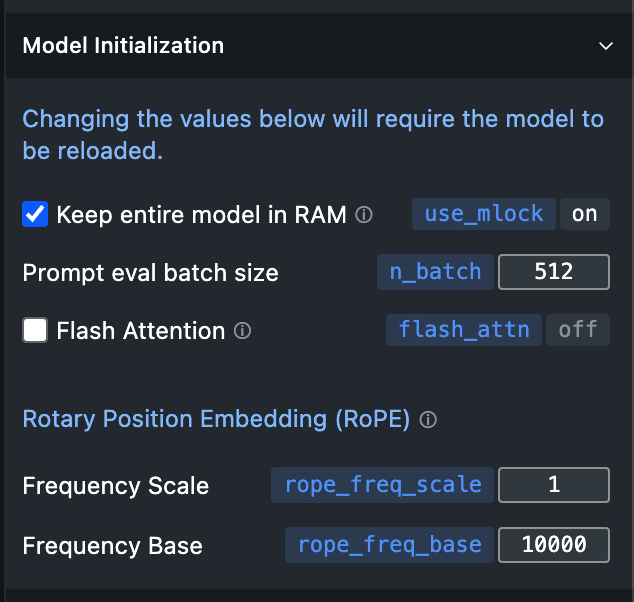 Model Initialization
Changing the values below will require the model to
be reloaded.
Keep entire model in RAM use_mlock on
Prompt eval batch size n_batch 512
Flash Attention flash_attn off
Rotary Position Embedding (RoPE)
Frequency Scale rope_freq_scale 1
Frequency Base rope_freq_base 10000